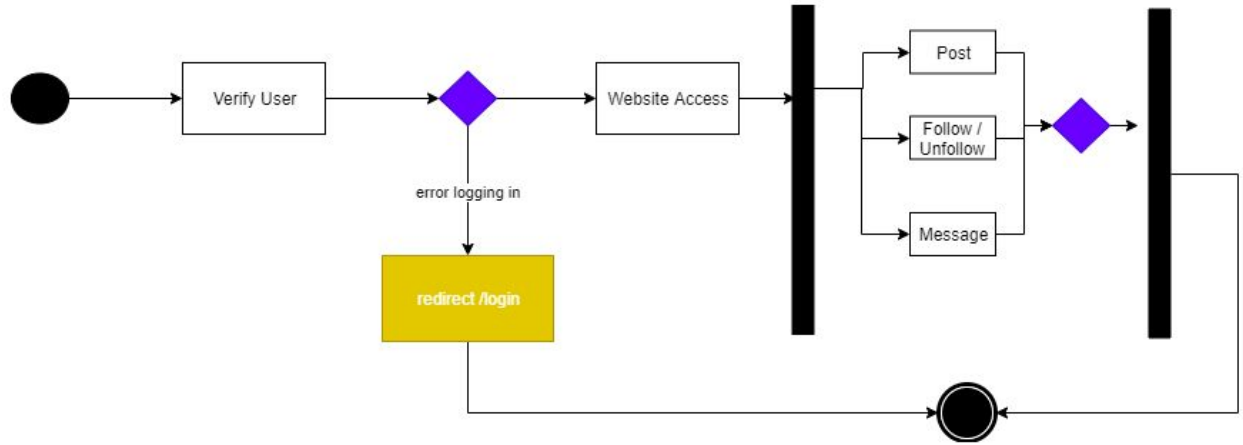 Post
Verify User
Website Access
Follow /
Unfollow
error logging in
Message
redirect /login